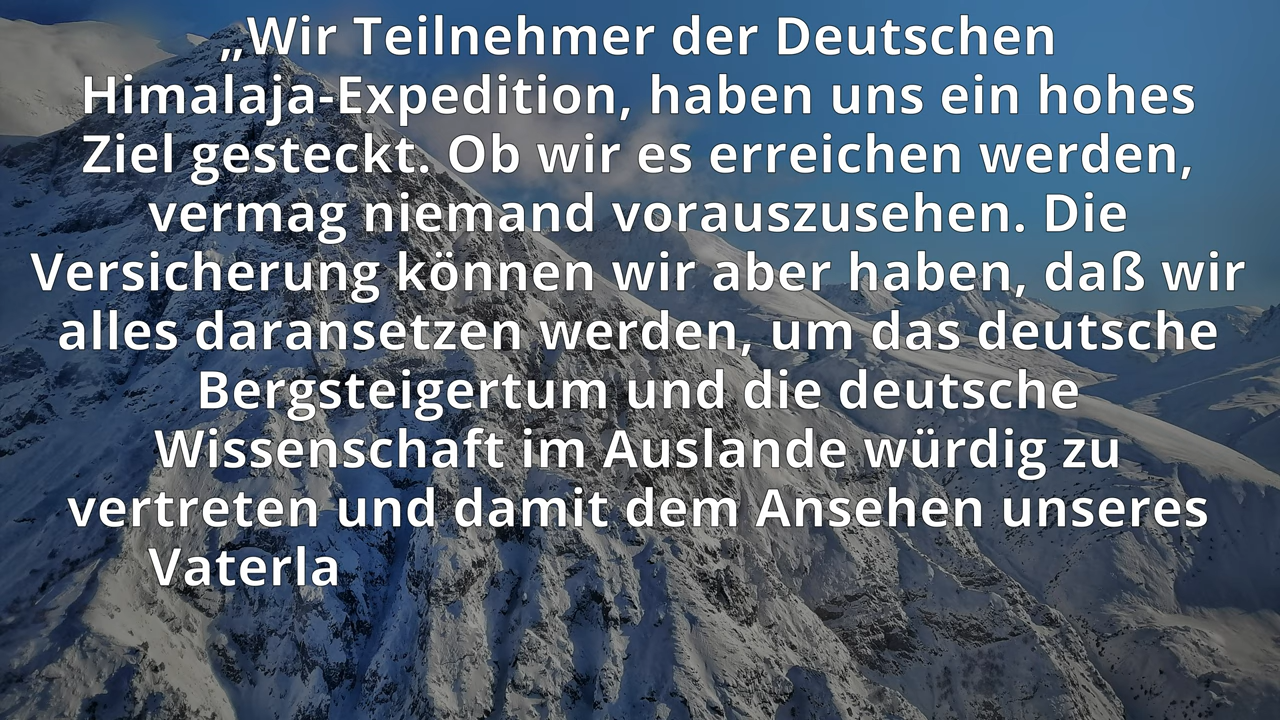 „Wir Teilnehmer der Deutschen
Himalaja-Expedition, haben uns ein hohes
Ziel gesteckt. Ob wir es erreichen werden,
vermag niemand vorauszusehen. Die
Versicherung können wir aber haben, daß wir
alles daransetzen werden, um das deutsche
Bergsteigertum und die deutsche
Wissenschaft im Auslande würdig zu
vertreten und damit dem Ansehen unseres
Vaterla